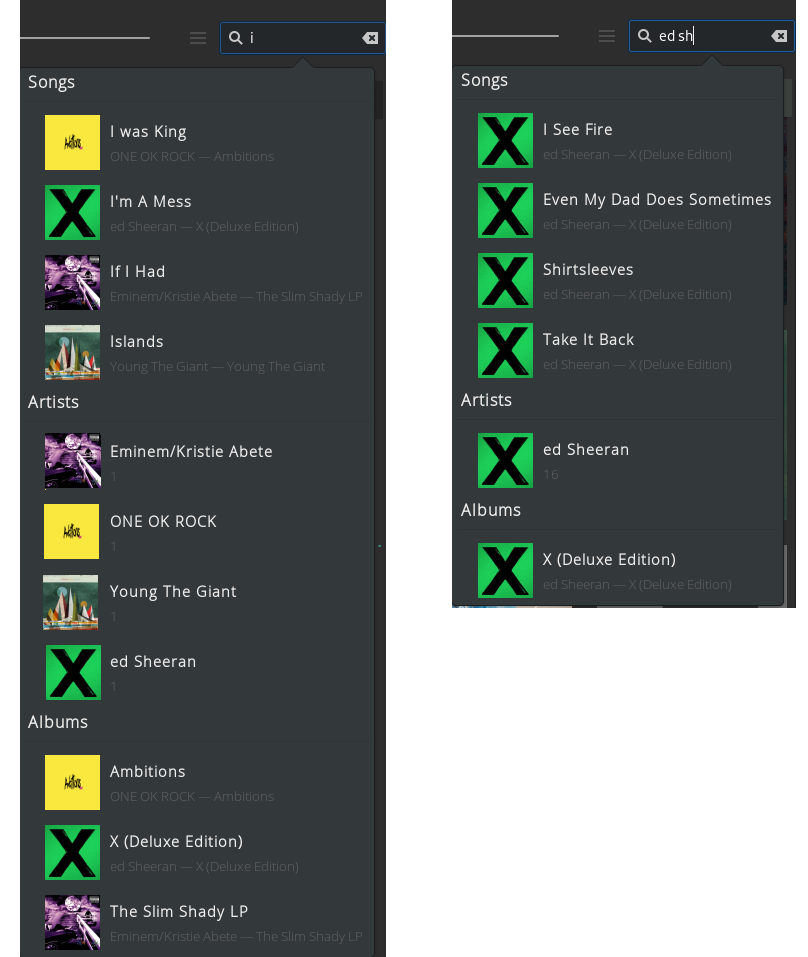 i
Songs
I was King
ONE OK ROCK — Ambitions
I'm A Mess
ed Sheeran — X (Deluxe Edition)
If I Had
Eminem/Kristie Abete — The Slim Shady LP
Islands
Young The Giant — Young The Giant
Artists
Eminem/Kristie Abete
1
ONE OK ROCK
1
Young The Giant
1
ed Sheeran
1
Albums
Ambitions
ONE OK ROCK — Ambitions
X (Deluxe Edition)
ed Sheeran — X (Deluxe Edition)
The Slim Shady LP
Eminem/Kristie Abete — The Slim Shady LP
ed sh
Songs
I See Fire
ed Sheeran — X (Deluxe Edition)
Even My Dad Does Sometimes
ed Sheeran — X (Deluxe Edition)
Shirtsleeves
ed Sheeran — X (Deluxe Edition)
Take It Back
ed Sheeran — X (Deluxe Edition)
Artists
ed Sheeran
16
Albums
X (Deluxe Edition)
ed Sheeran — X (Deluxe Edition)